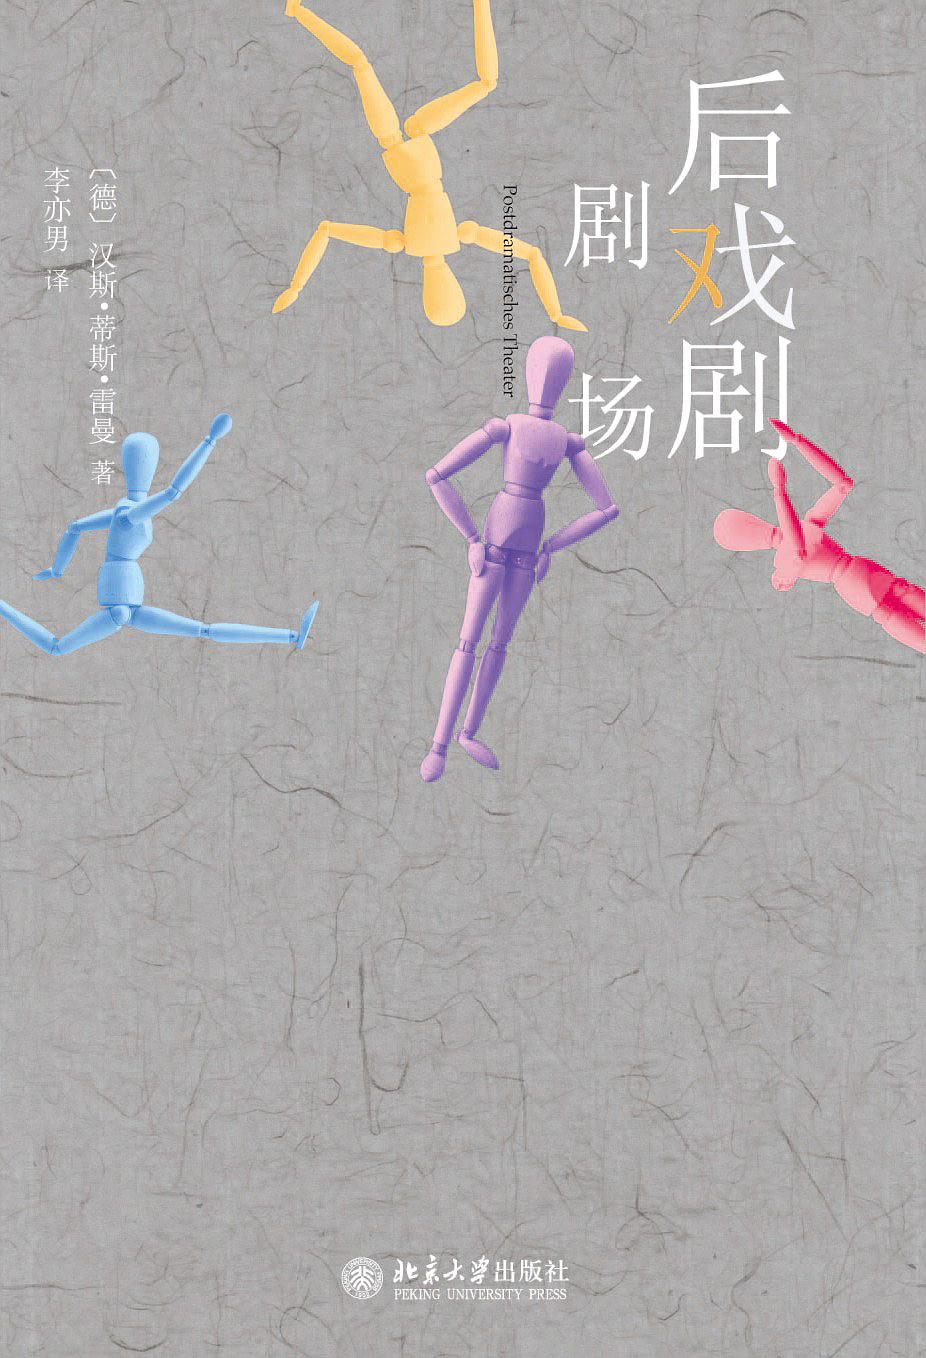 后戏剧
剧场
Postdramatisches Theater
〔德〕汉斯·蒂斯·雷曼 著
李亦男 译
北京大学出版社
PEKING UNIVERSITY PRESS